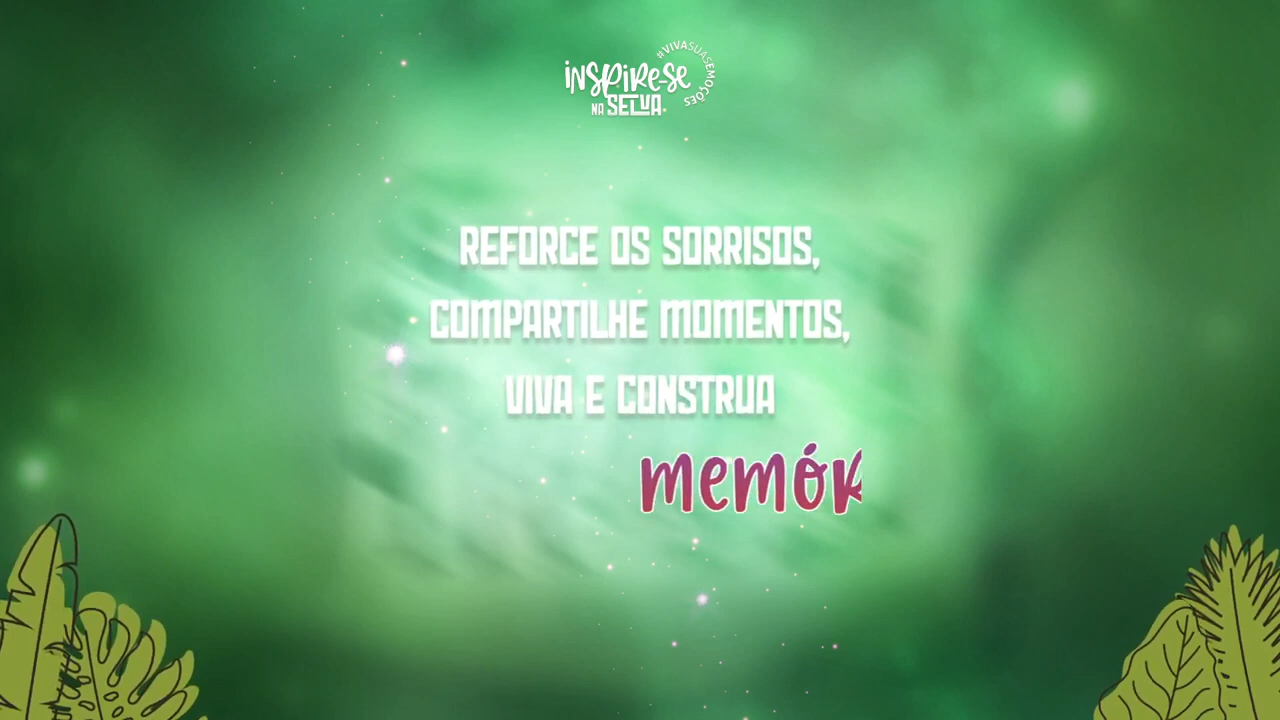 #VIVASUASEMOÇÕES
INSPIRE-SE
NA SELVA
REFORCE OS SORRISOS,
COMPARTILHE MOMENTOS,
VIVA E CONSTRUA
memór